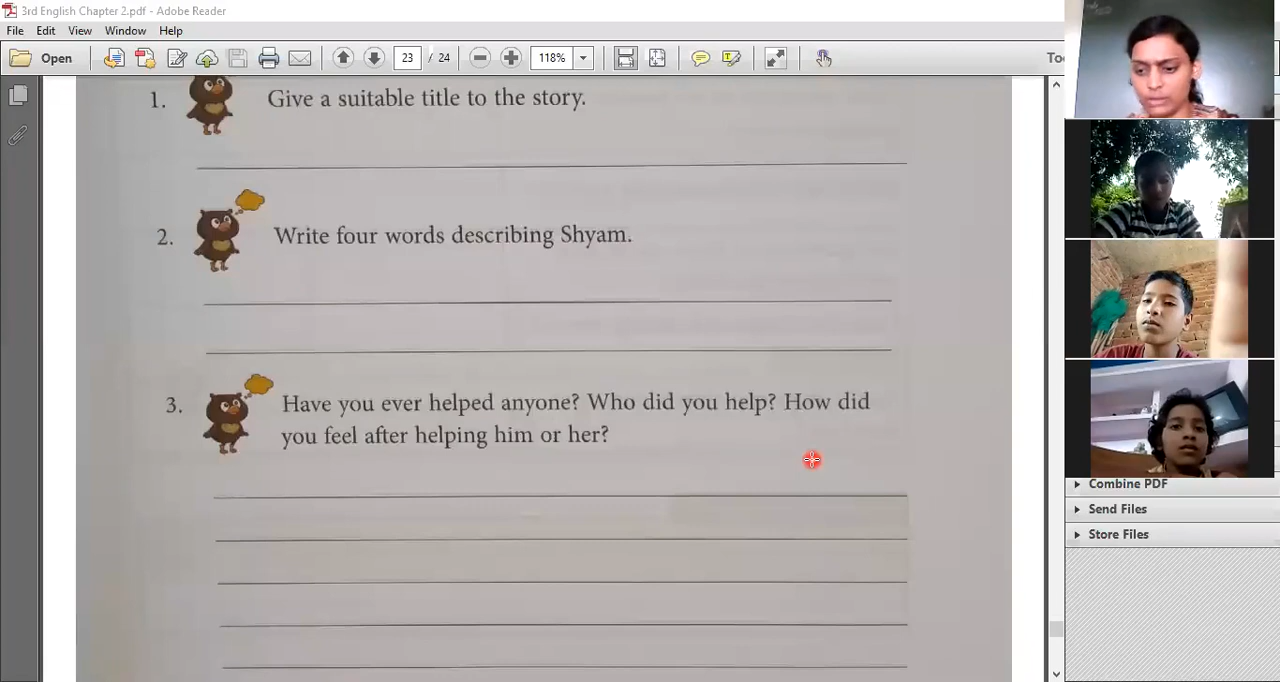 3rd English Chapter 2.pdf - Adobe Reader
File Edit View Window Help
Open 23 / 24 118%
1. Give a suitable title to the story.
2. Write four words describing Shyam.
3. Have you ever helped anyone? Who did you help? How did
you feel after helping him or her?
Combine PDF
Send Files
Store Files